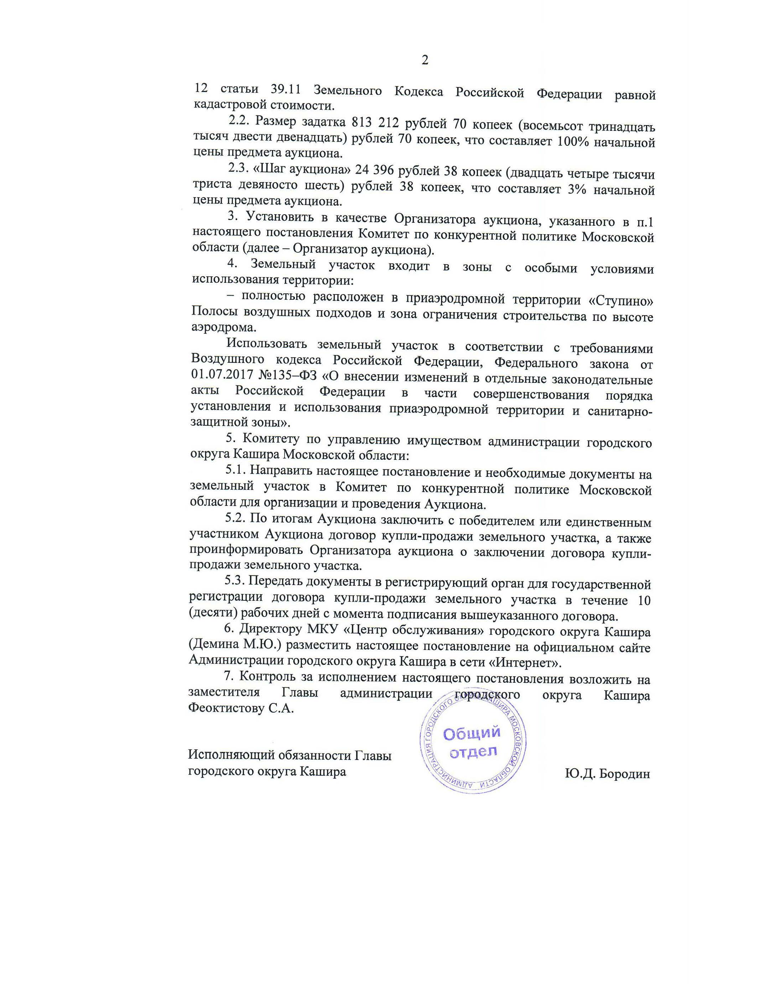 2
12 статьи 39.11 Земельного Кодекса Российской Федерации равной
кадастровой стоимости.
2.2. Размер задатка 813 212 рублей 70 копеек (восемьсот тринадцать
тысяч двести двенадцать) рублей 70 копеек, что составляет 100% начальной
цены предмета аукциона.
2.3. «Шаг аукциона» 24 396 рублей 38 копеек (двадцать четыре тысячи
триста девяносто шесть) рублей 38 копеек, что составляет 3% начальной
цены предмета аукциона.
3. Установить в качестве Организатора аукциона, указанного в п.1
настоящего постановления Комитет по конкурентной политике Московской
области (далее – Организатор аукциона).
4. Земельный участок входит в зоны с особыми условиями
использования территории:
– полностью расположен в приаэродромной территории «Ступино»
Полосы воздушных подходов и зона ограничения строительства по высоте
аэродрома.
Использовать земельный участок в соответствии с требованиями
Воздушного кодекса Российской Федерации, Федерального закона от
01.07.2017 №135–ФЗ «О внесении изменений в отдельные законодательные
акты Российской Федерации в части совершенствования порядка
установления и использования приаэродромной территории и санитарно-
защитной зоны».
5. Комитету по управлению имуществом администрации городского
округа Кашира Московской области:
5.1. Направить настоящее постановление и необходимые документы на
земельный участок в Комитет по конкурентной политике Московской
области для организации и проведения Аукциона.
5.2. По итогам Аукциона заключить с победителем или единственным
участником Аукциона договор купли-продажи земельного участка, а также
проинформировать Организатора аукциона о заключении договора купли-
продажи земельного участка.
5.3. Передать документы в регистрирующий орган для государственной
регистрации договора купли-продажи земельного участка в течение 10
(десяти) рабочих дней с момента подписания вышеуказанного договора.
6. Директору МКУ «Центр обслуживания» городского округа Кашира
(Демина М.Ю.) разместить настоящее постановление на официальном сайте
Администрации городского округа Кашира в сети «Интернет».
7. Контроль за исполнением настоящего постановления возложить на
заместителя Главы администрации городского округа Кашира
Феоктистову С.А.
АДМИНИСТРАЦИЯ ГОРОДСКОГО ОКРУГА КАШИРА МОСКОВСКОЙ ОБЛАСТИ
Общий
отдел
Исполняющий обязанности Главы
городского округа Кашира Ю.Д. Бородин